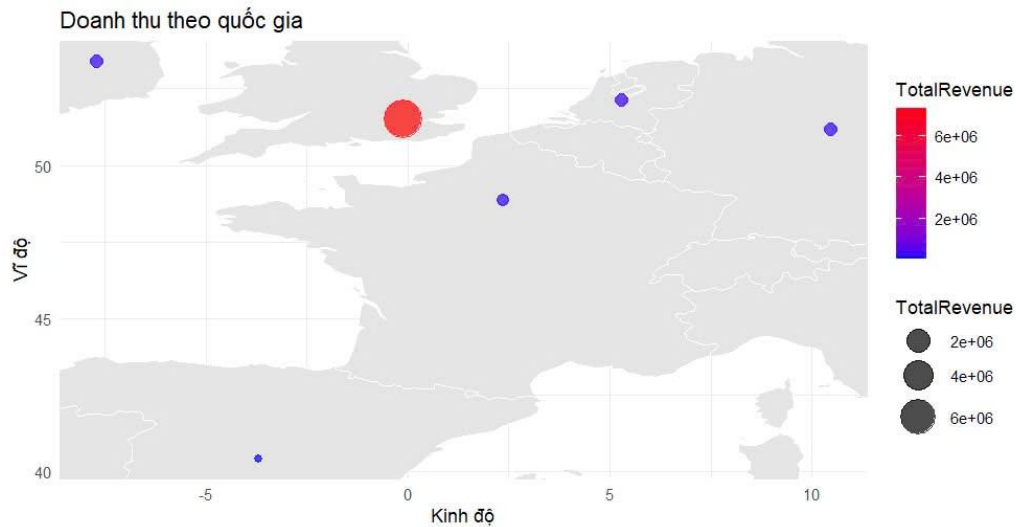 Doanh thu theo quốc gia
Vĩ độ
50
45
40
-5
0
5
10
Kinh độ
TotalRevenue
6e+06
4e+06
2e+06
TotalRevenue
2e+06
4e+06
6e+06